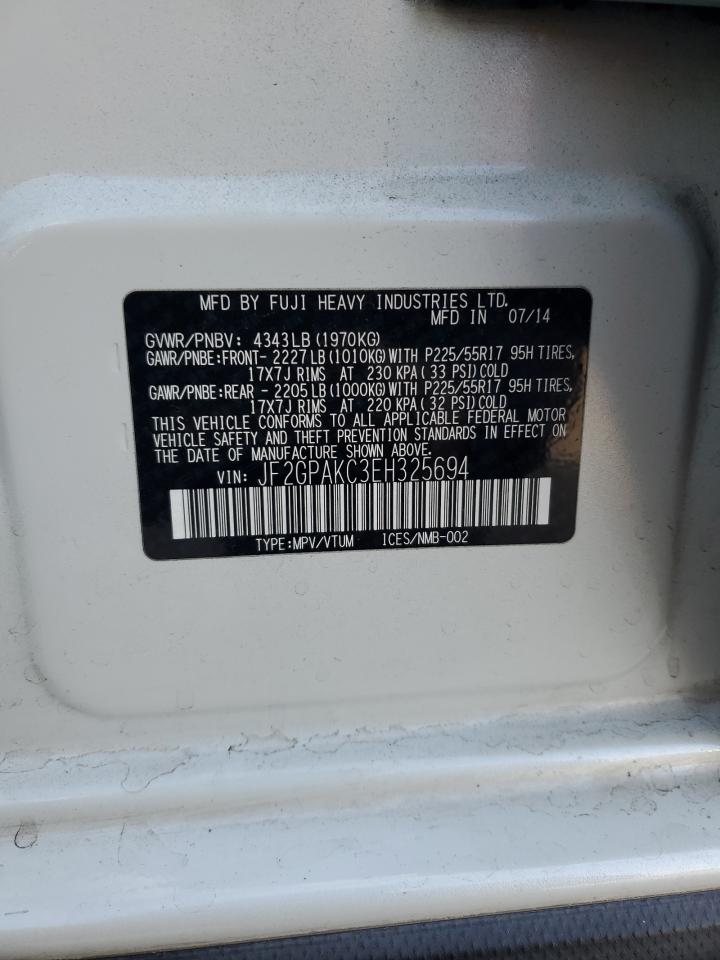 MFD BY FUJI HEAVY INDUSTRIES LTD.
MFD IN 07/14
GVWR/PNBV: 4343LB (1970KG)
GAWR/PNBE:FRONT- 2227LB (1010KG) WITH P225/55R17 95H TIRES,
17X7J RIMS AT 230 KPA ( 33 PSI) COLD
GAWR/PNBE:REAR - 2205LB (1000KG) WITH P225/55R17 95H TIRES,
17X7J RIMS AT 220 KPA ( 32 PSI) COLD
THIS VEHICLE CONFORMS TO ALL APPLICABLE FEDERAL MOTOR
VEHICLE SAFETY AND THEFT PREVENTION STANDARDS IN EFFECT ON
THE DATE OF MANUFACTURE SHOWN ABOVE.
VIN: JF2GPAKC3EH325694
TYPE:MPV/VTUM ICES/NMB-002